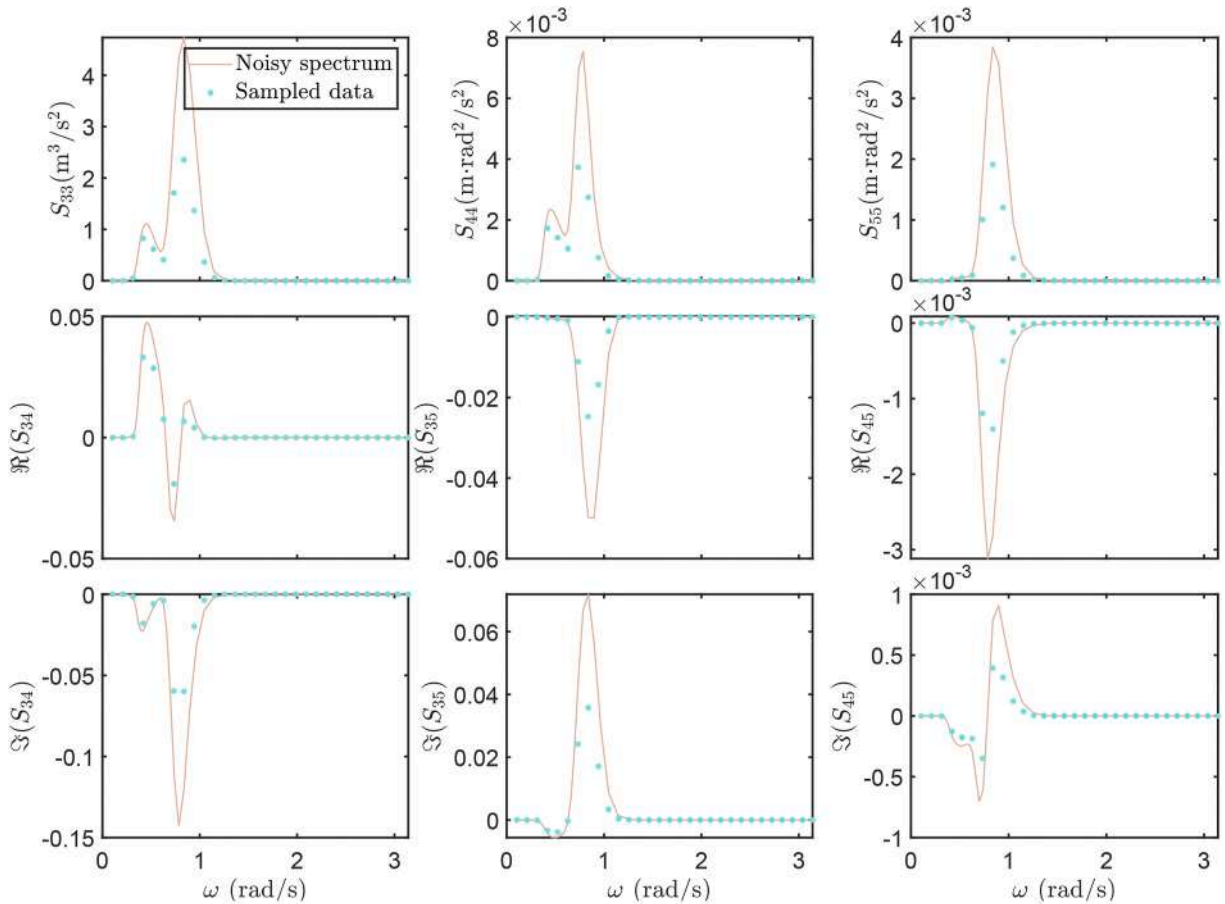 ×10⁻³
×10⁻³
Noisy spectrum
Sampled data
4
3
2
1
0
S₃₃(m³/s²)
8
6
4
2
0
S₄₄(m·rad²/s²)
4
3
2
1
0
S₅₅(m·rad²/s²)
×10⁻³
0.05
0
-0.05
ℜ(S₃₄)
0
-0.02
-0.04
-0.06
ℜ(S₃₅)
0
-1
-2
-3
ℜ(S₄₅)
×10⁻³
0
-0.05
-0.1
-0.15
ℑ(S₃₄)
0.06
0.04
0.02
0
ℑ(S₃₅)
1
0.5
0
-0.5
-1
ℑ(S₄₅)
0 1 2 3
0 1 2 3
0 1 2 3
ω (rad/s)
ω (rad/s)
ω (rad/s)